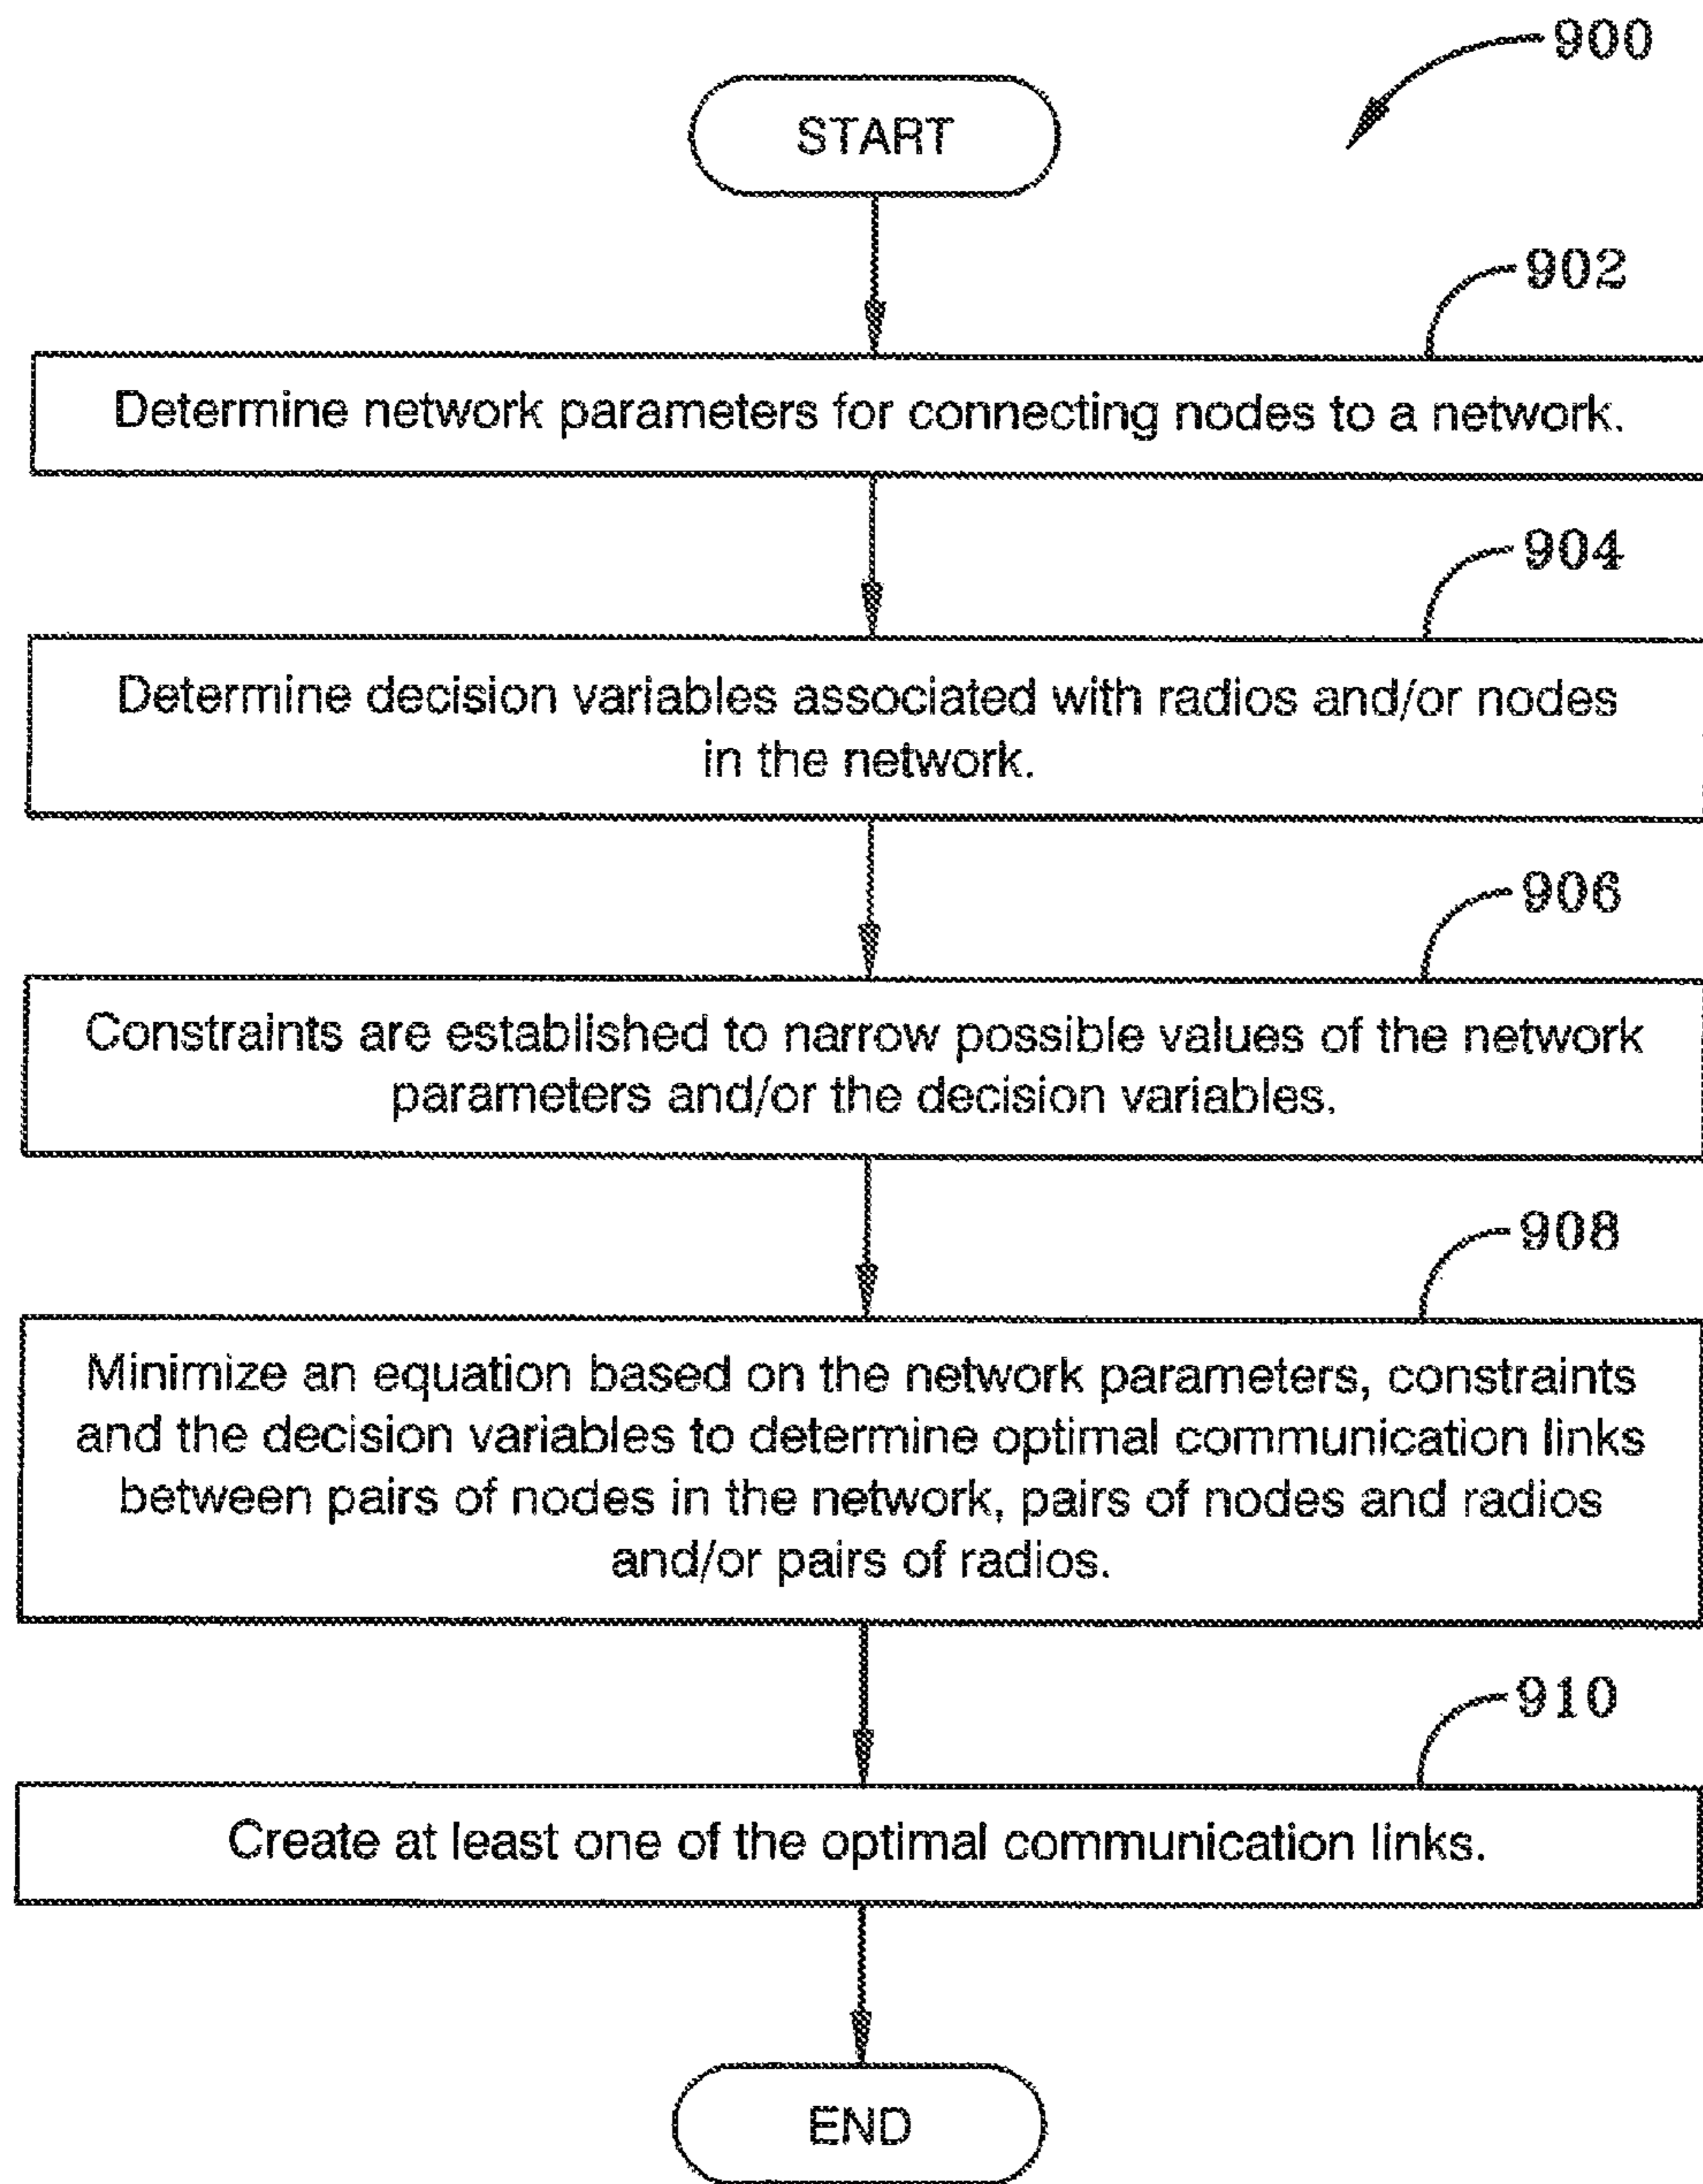 900
START
902
Determine network parameters for connecting nodes to a network.
904
Determine decision variables associated with radios and/or nodes
in the network.
906
Constraints are established to narrow possible values of the network
parameters and/or the decision variables.
908
Minimize an equation based on the network parameters, constraints
and the decision variables to determine optimal communication links
between pairs of nodes in the network, pairs of nodes and radios
and/or pairs of radios.
910
Create at least one of the optimal communication links.
END